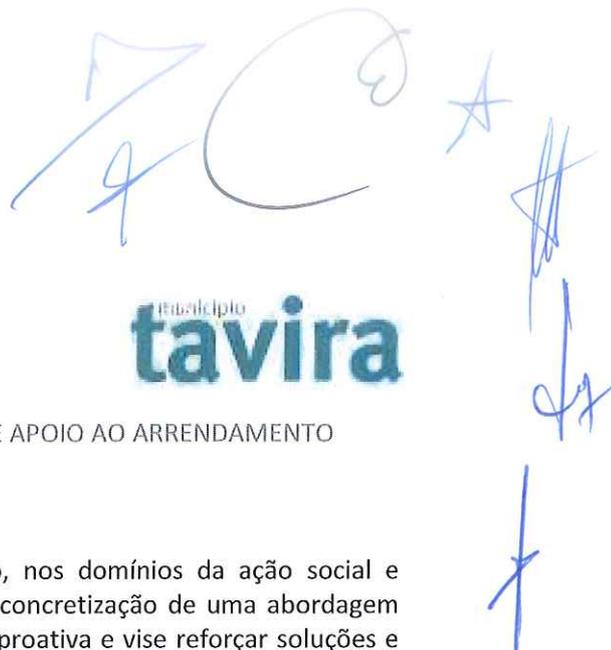 município
tavira
E APOIO AO ARRENDAMENTO
, nos domínios da ação social e
concretização de uma abordagem
proativa e vise reforçar soluções e